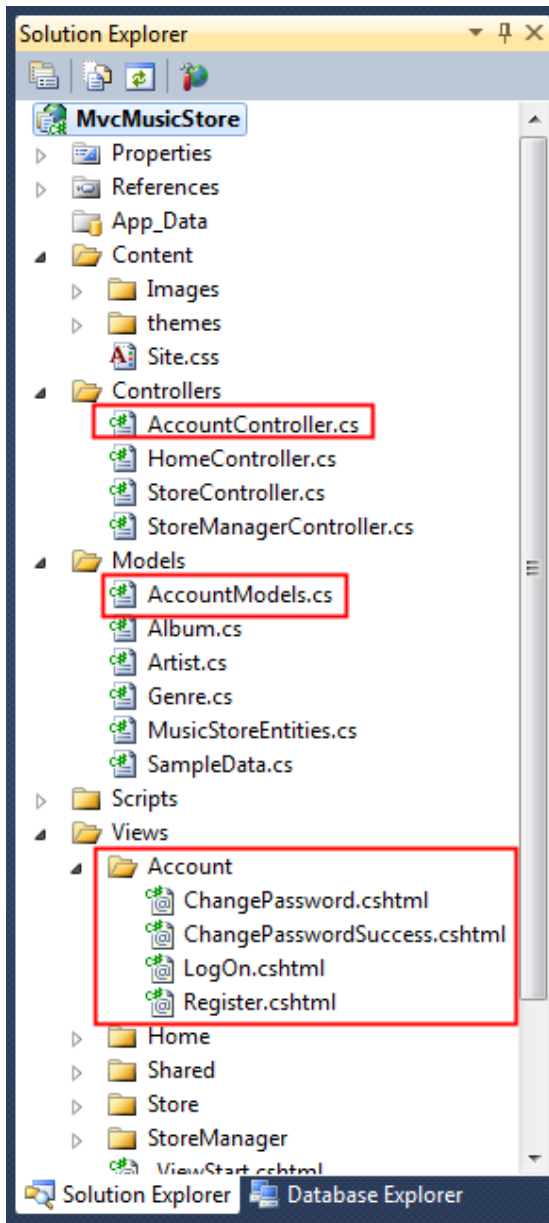 Solution Explorer
MvcMusicStore
Properties
References
App_Data
Content
Images
themes
Site.css
Controllers
AccountController.cs
HomeController.cs
StoreController.cs
StoreManagerController.cs
Models
AccountModels.cs
Album.cs
Artist.cs
Genre.cs
MusicStoreEntities.cs
SampleData.cs
Scripts
Views
Account
ChangePassword.cshtml
ChangePasswordSuccess.cshtml
LogOn.cshtml
Register.cshtml
Home
Shared
Store
StoreManager
_ViewStart.cshtml
Solution Explorer Database Explorer